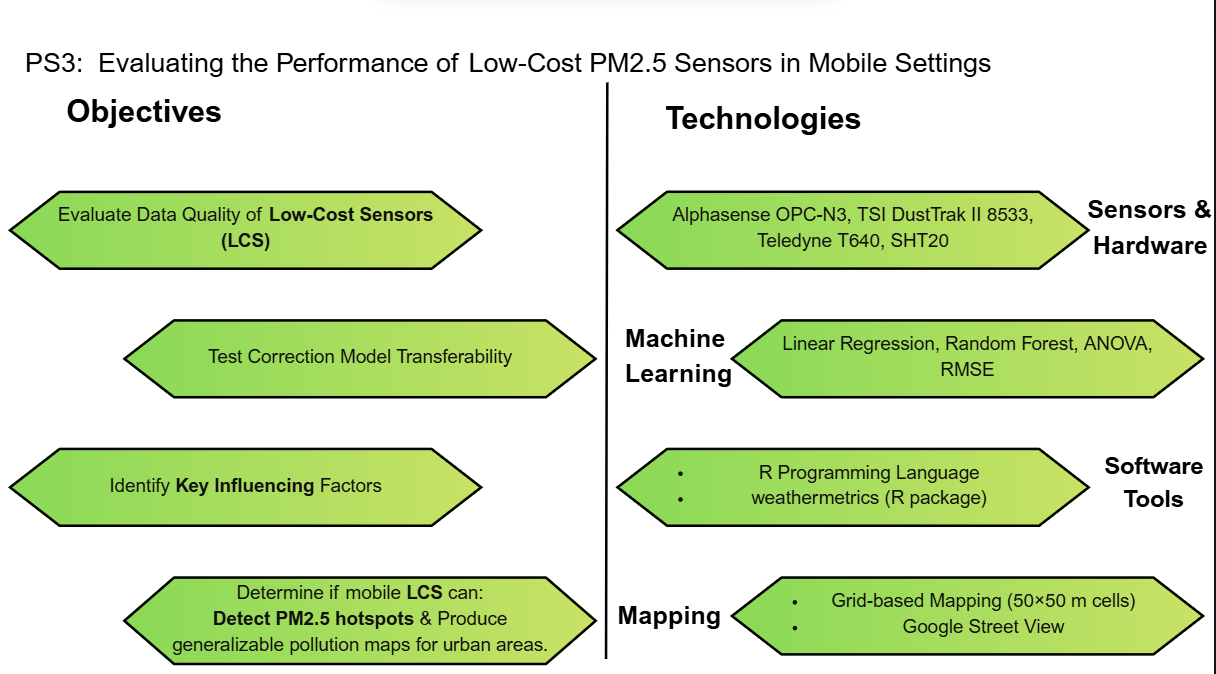 PS3: Evaluating the Performance of Low-Cost PM2.5 Sensors in Mobile Settings
Objectives
Evaluate Data Quality of Low-Cost Sensors
(LCS)
Test Correction Model Transferability
Identify Key Influencing Factors
Determine if mobile LCS can:
Detect PM2.5 hotspots & Produce
generalizable pollution maps for urban areas.
Technologies
Alphasense OPC-N3, TSI DustTrak II 8533,
Teledyne T640, SHT20
Sensors &
Hardware
Machine
Learning
Linear Regression, Random Forest, ANOVA,
RMSE
• R Programming Language
• weathermetrics (R package)
Software
Tools
Mapping
• Grid-based Mapping (50×50 m cells)
• Google Street View